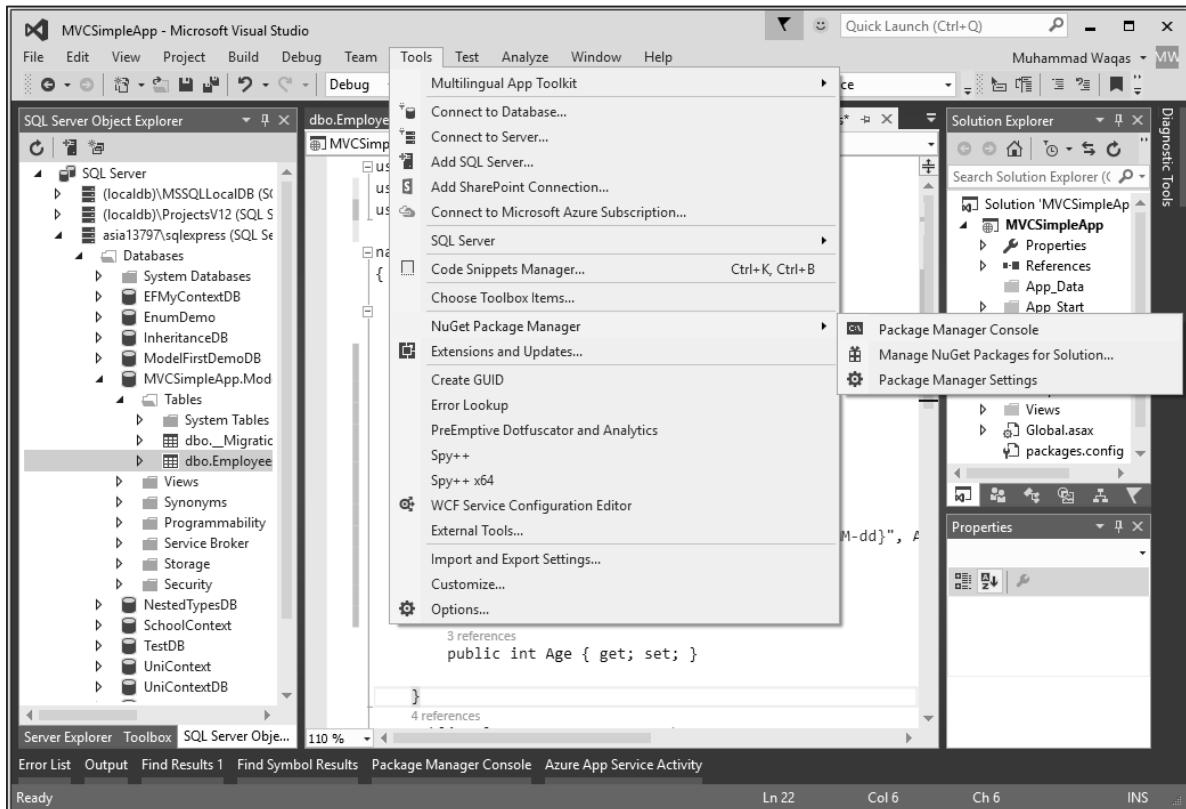 MVCSimpleApp - Microsoft Visual Studio
Quick Launch (Ctrl+Q)
File Edit View Project Build Debug Team Tools Test Analyze Window Help
Muhammad Waqas MW
Debug
ce
SQL Server Object Explorer
SQL Server
(localdb)\MSSQLLocalDB (SQ
(localdb)\ProjectsV12 (SQL S
asia13797\sqlexpress (SQL Se
Databases
System Databases
EFMyContextDB
EnumDemo
InheritanceDB
ModelFirstDemoDB
MVCSimpleApp.Mod
Tables
System Tables
dbo.__Migratic
dbo.Employee
Views
Synonyms
Programmability
Service Broker
Storage
Security
NestedTypesDB
SchoolContext
TestDB
UniContext
UniContextDB
Server Explorer Toolbox SQL Server Obje...
dbo.Employe
s*
MVCSimp
us
us
us
na
{
Multilingual App Toolkit
Connect to Database...
Connect to Server...
Add SQL Server...
Add SharePoint Connection...
Connect to Microsoft Azure Subscription...
SQL Server
Code Snippets Manager... Ctrl+K, Ctrl+B
Choose Toolbox Items...
NuGet Package Manager
Extensions and Updates...
Create GUID
Error Lookup
PreEmptive Dotfuscator and Analytics
Spy++
Spy++ x64
WCF Service Configuration Editor
External Tools...
Import and Export Settings...
Customize...
Options...
Package Manager Console
Manage NuGet Packages for Solution...
Package Manager Settings
M-dd}", A
3 references
public int Age { get; set; }
}
4 references
110 %
Solution Explorer
Search Solution Explorer (C
Solution 'MVCSimpleAp
MVCSimpleApp
Properties
References
App_Data
App_Start
Views
Global.asax
packages.config
Properties
Diagnostic Tools
Error List Output Find Results 1 Find Symbol Results Package Manager Console Azure App Service Activity
Ready Ln 22 Col 6 Ch 6 INS